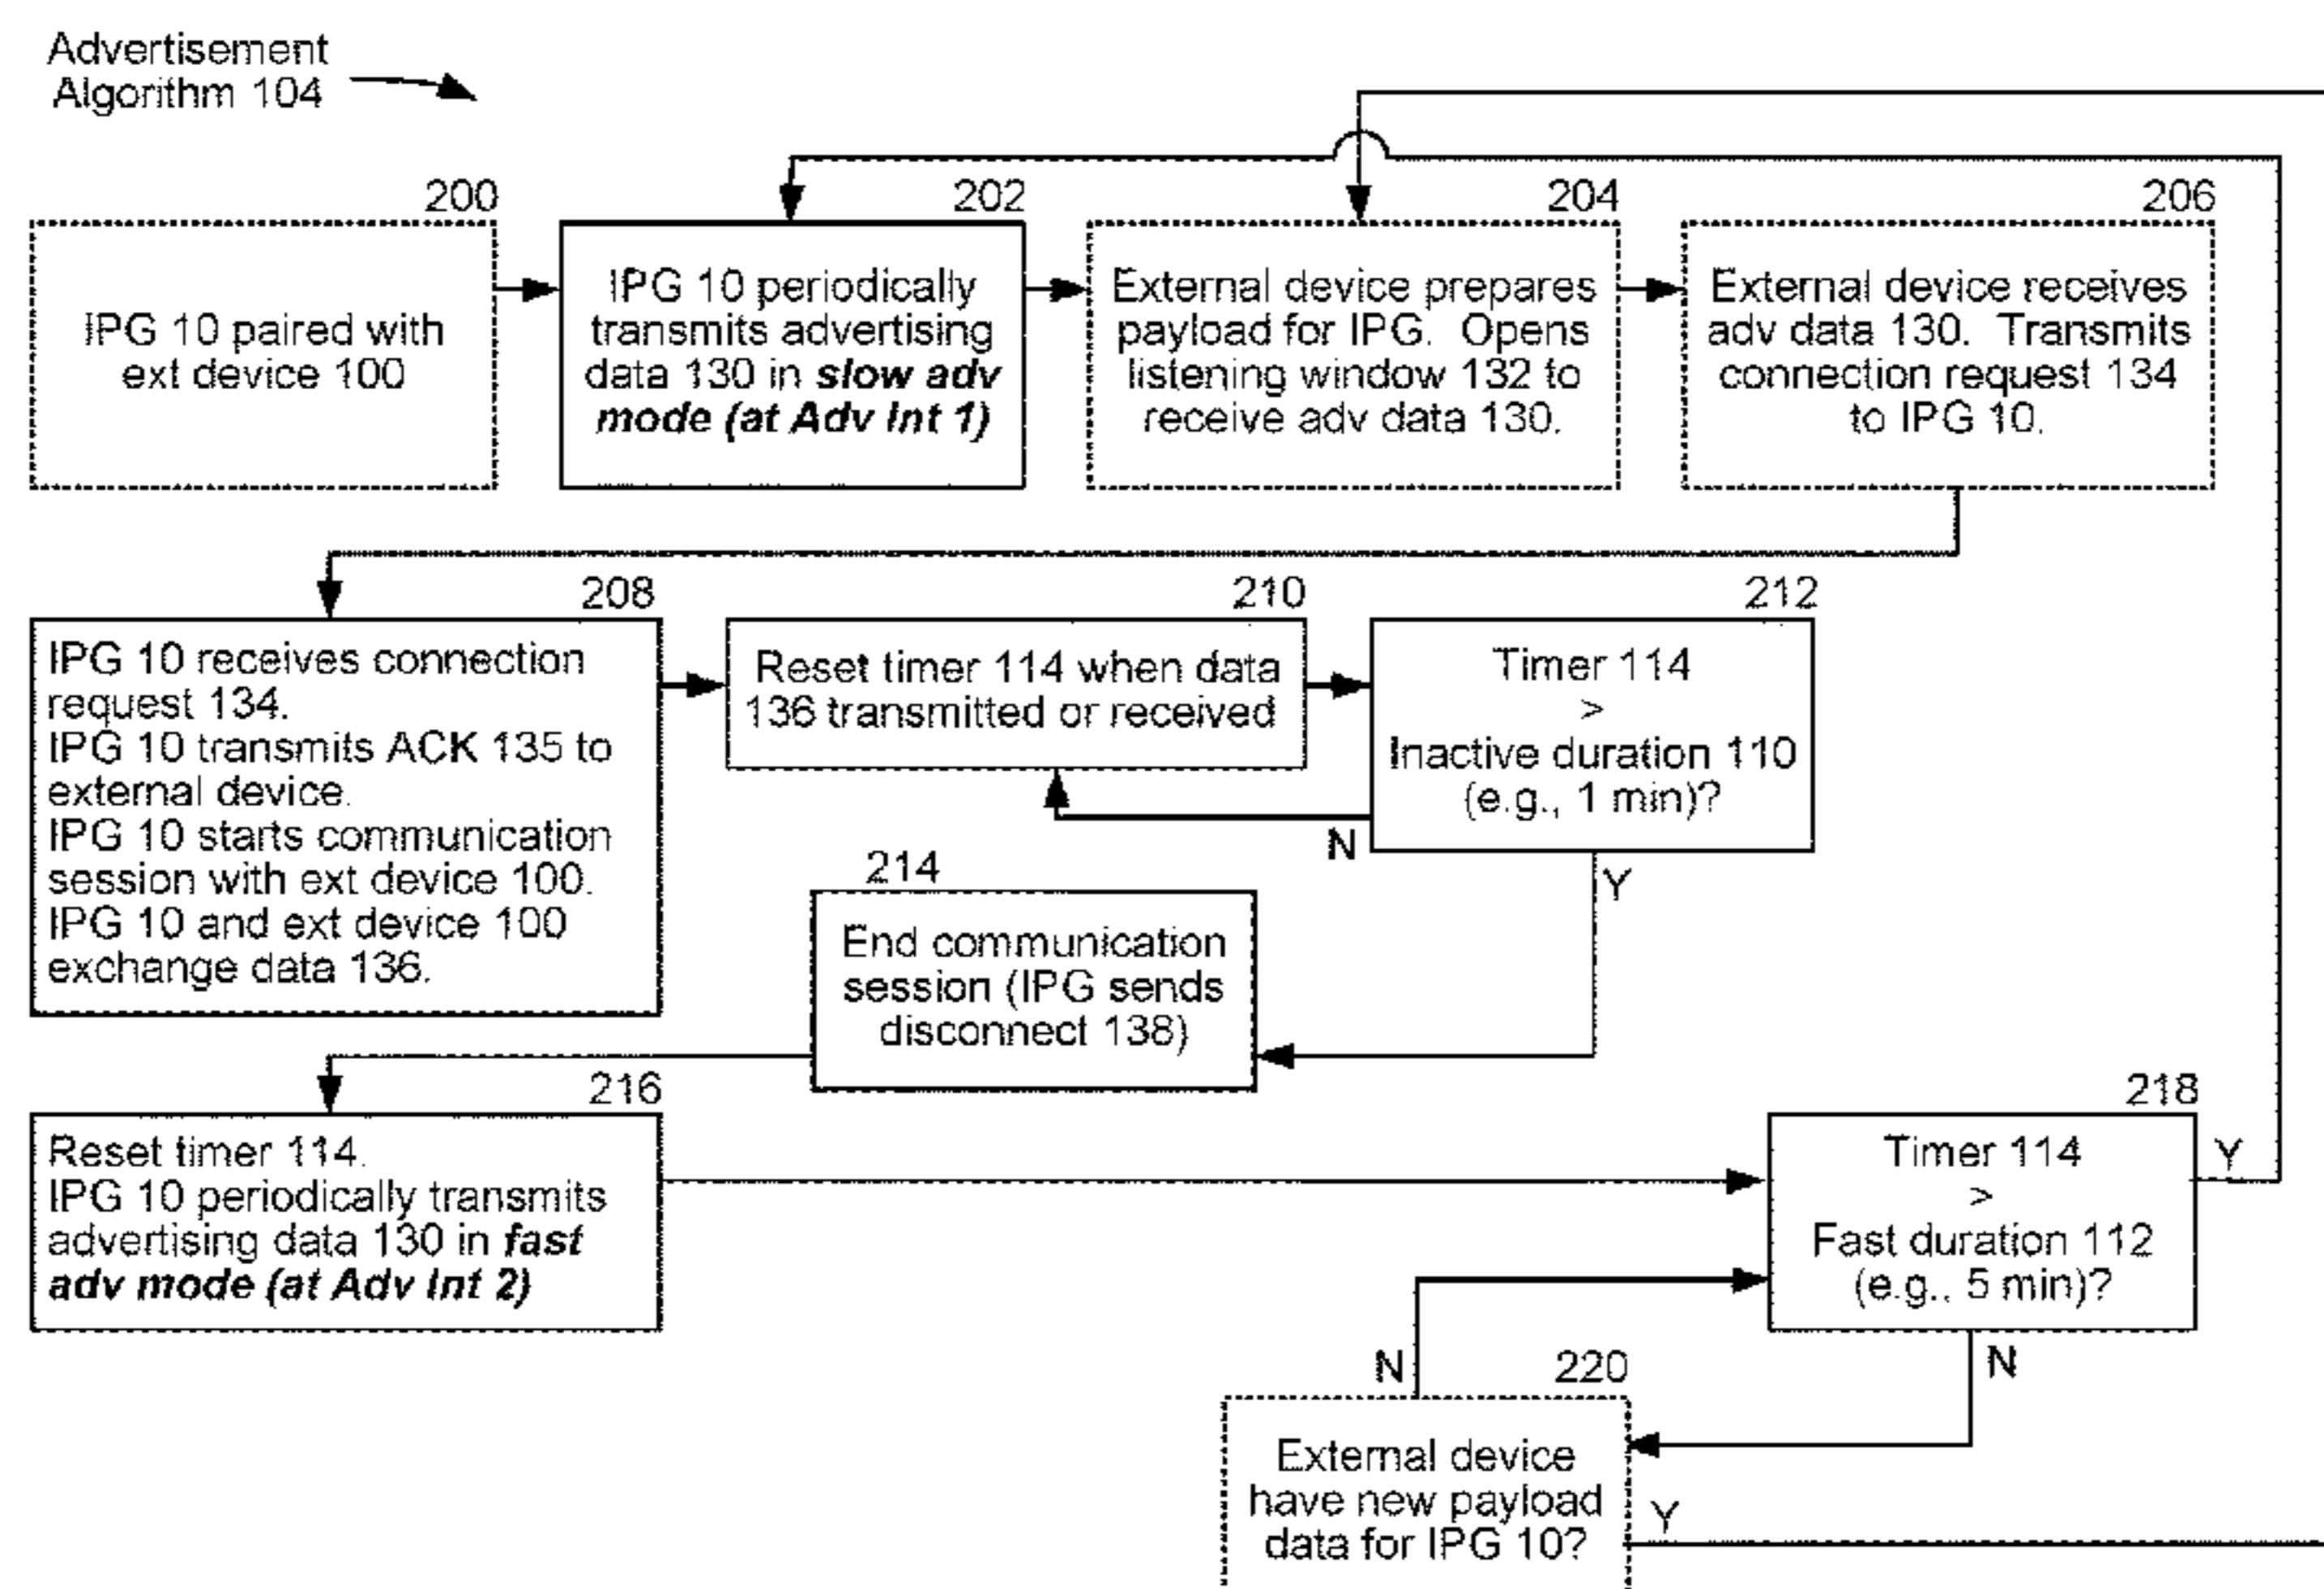 Advertisement
Algorithm 104
200
IPG 10 paired with
ext device 100
202
IPG 10 periodically
transmits advertising
data 130 in slow adv
mode (at Adv Int 1)
204
External device prepares
payload for IPG. Opens
listening window 132 to
receive adv data 130.
206
External device receives
adv data 130. Transmits
connection request 134
to IPG 10.
208
IPG 10 receives connection
request 134.
IPG 10 transmits ACK 135 to
external device.
IPG 10 starts communication
session with ext device 100.
IPG 10 and ext device 100
exchange data 136.
210
Reset timer 114 when data
136 transmitted or received
212
Timer 114
>
Inactive duration 110
(e.g., 1 min)?
N
Y
214
End communication
session (IPG sends
disconnect 138)
216
Reset timer 114.
IPG 10 periodically transmits
advertising data 130 in fast
adv mode (at Adv Int 2)
218
Timer 114
>
Fast duration 112
(e.g., 5 min)?
Y
N
220
N
External device
have new payload
data for IPG 10?
Y